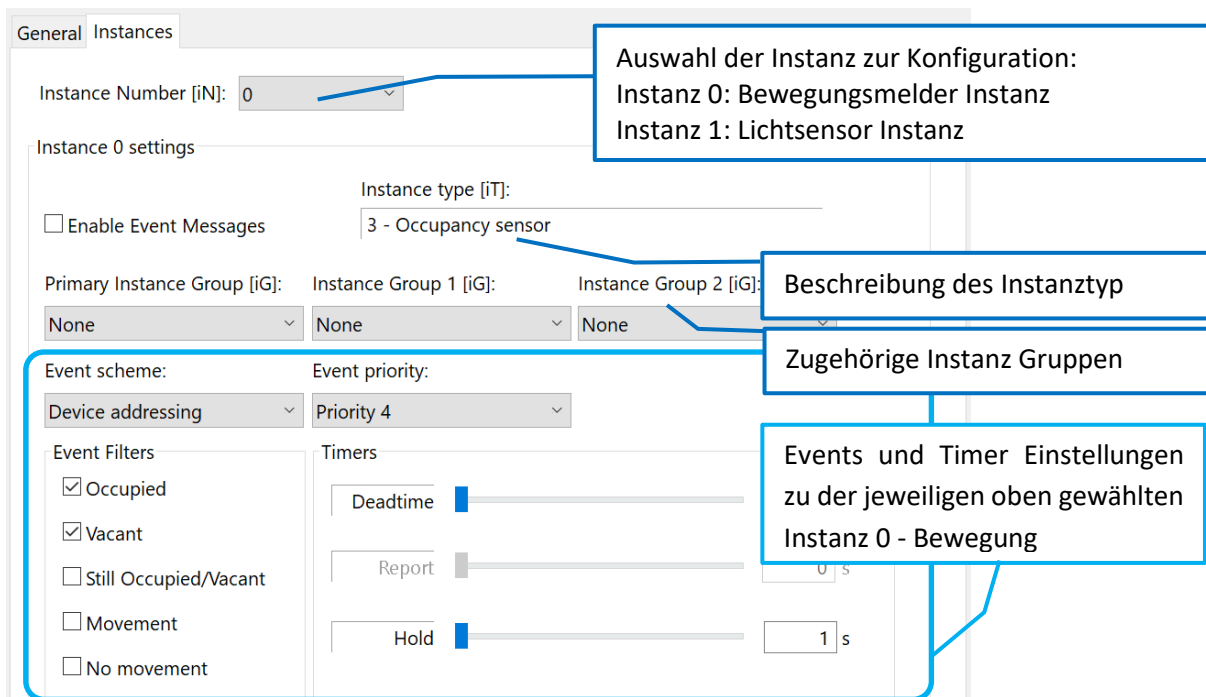 General
Instances
Auswahl der Instanz zur Konfiguration:
Instanz 0: Bewegungsmelder Instanz
Instanz 1: Lichtsensor Instanz
Instance Number [iN]:
0
Instance 0 settings
Instance type [iT]:
Enable Event Messages
3 - Occupancy sensor
Beschreibung des Instanztyp
Primary Instance Group [iG]:
Instance Group 1 [iG]:
Instance Group 2 [iG]:
None
None
None
Zugehörige Instanz Gruppen
Event scheme:
Event priority:
Device addressing
Priority 4
Events und Timer Einstellungen
zu der jeweiligen oben gewählten
Instanz 0 - Bewegung
Event Filters
Timers
Occupied
Deadtime
Vacant
Still Occupied/Vacant
Report
0 s
Movement
Hold
1 s
No movement